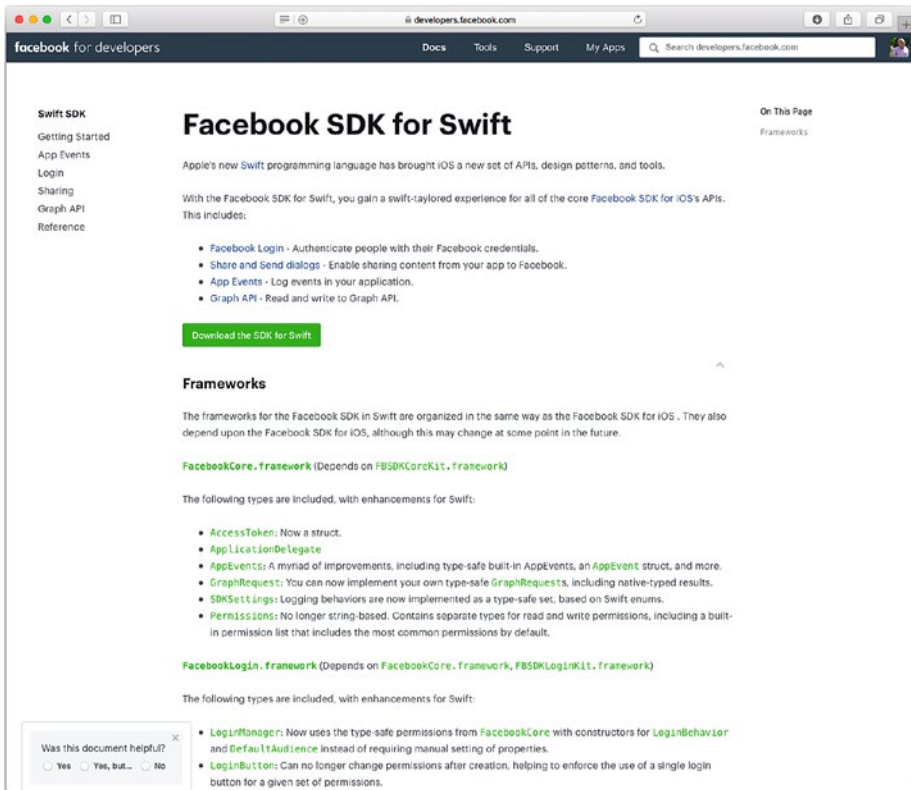 developers.facebook.com
facebook for developers
Docs Tools Support My Apps Search developers.facebook.com
Swift SDK
Getting Started
App Events
Login
Sharing
Graph API
Reference
Facebook SDK for Swift
Apple's new Swift programming language has brought iOS a new set of APIs, design patterns, and tools.
With the Facebook SDK for Swift, you gain a swift-taylored experience for all of the core Facebook SDK for iOS's APIs.
This includes:
• Facebook Login - Authenticate people with their Facebook credentials.
• Share and Send dialogs - Enable sharing content from your app to Facebook.
• App Events - Log events in your application.
• Graph API - Read and write to Graph API.
Download the SDK for Swift
Frameworks
The frameworks for the Facebook SDK in Swift are organized in the same way as the Facebook SDK for iOS . They also
depend upon the Facebook SDK for iOS, although this may change at some point in the future.
FacebookCore.framework (Depends on FBSDKCoreKit.framework)
The following types are included, with enhancements for Swift:
• AccessToken: Now a struct.
• ApplicationDelegate
• AppEvents: A myriad of improvements, including type-safe built-in AppEvents, an AppEvent struct, and more.
• GraphRequest: You can now implement your own type-safe GraphRequests, including native-typed results.
• SDKSettings: Logging behaviors are now implemented as a type-safe set, based on Swift enums.
• Permissions: No longer string-based. Contains separate types for read and write permissions, including a built-
in permission list that includes the most common permissions by default.
FacebookLogin.framework (Depends on FacebookCore.framework, FBSDKLoginKit.framework)
The following types are included, with enhancements for Swift:
• LoginManager: Now uses the type-safe permissions from FacebookCore with constructors for LoginBehavior
and DefaultAudience instead of requiring manual setting of properties.
• LoginButton: Can no longer change permissions after creation, helping to enforce the use of a single login
button for a given set of permissions.
On This Page
Frameworks
Was this document helpful?
Yes Yes, but... No